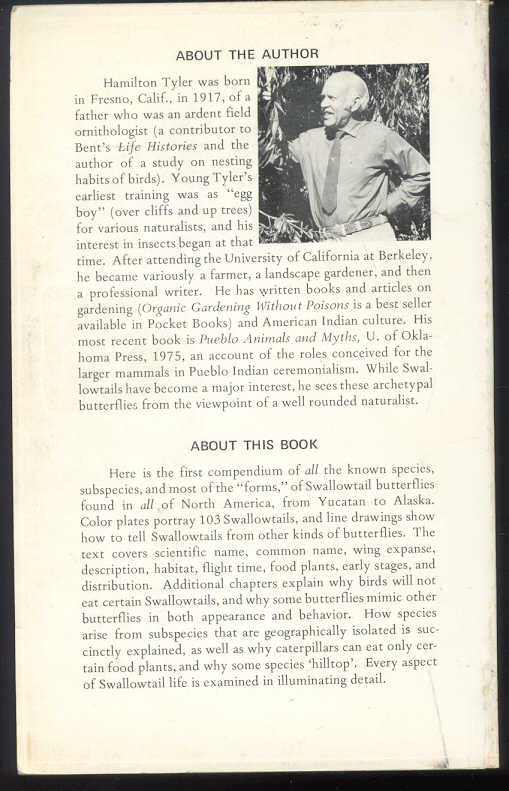 ABOUT THE AUTHOR
Hamilton Tyler was born
in Fresno, Calif., in 1917, of a
father who was an ardent field
ornithologist (a contributor to
Bent's Life Histories and the
author of a study on nesting
habits of birds). Young Tyler's
earliest training was as "egg
boy" (over cliffs and up trees)
for various naturalists, and his
interest in insects began at that
time. After attending the University of California at Berkeley,
he became variously a farmer, a landscape gardener, and then
a professional writer. He has written books and articles on
gardening (Organic Gardening Without Poisons is a best seller
available in Pocket Books) and American Indian culture. His
most recent book is Pueblo Animals and Myths, U. of Okla-
homa Press, 1975, an account of the roles conceived for the
larger mammals in Pueblo Indian ceremonialism. While Swal-
lowtails have become a major interest, he sees these archetypal
butterflies from the viewpoint of a well rounded naturalist.
ABOUT THIS BOOK
Here is the first compendium of all the known species,
subspecies, and most of the "forms," of Swallowtail butterflies
found in all of North America, from Yucatan to Alaska.
Color plates portray 103 Swallowtails, and line drawings show
how to tell Swallowtails from other kinds of butterflies. The
text covers scientific name, common name, wing expanse,
description, habitat, flight time, food plants, early stages, and
distribution. Additional chapters explain why birds will not
eat certain Swallowtails, and why some butterflies mimic other
butterflies in both appearance and behavior. How species
arise from subspecies that are geographically isolated is suc-
cinctly explained, as well as why caterpillars can eat only cer-
tain food plants, and why some species 'hilltop'. Every aspect
of Swallowtail life is examined in illuminating detail.